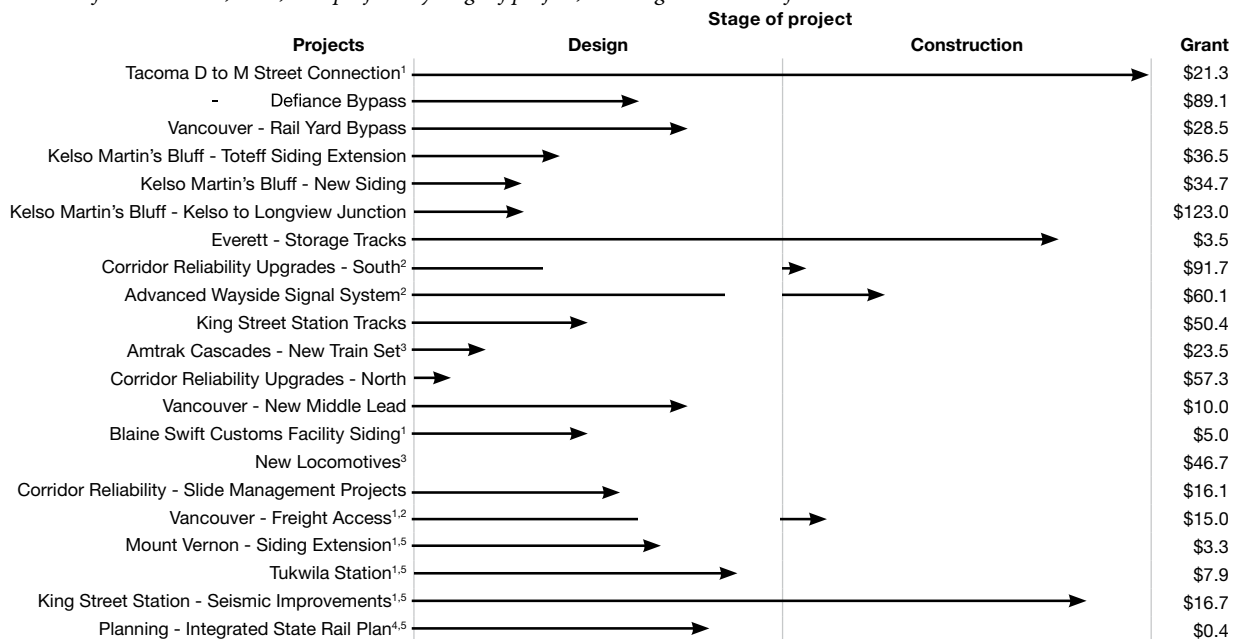 Stage of project
Projects Design Construction Grant
Tacoma D to M Street Connection¹ $21.3
- Defiance Bypass $89.1
Vancouver - Rail Yard Bypass $28.5
Kelso Martin's Bluff - Toteff Siding Extension $36.5
Kelso Martin's Bluff - New Siding $34.7
Kelso Martin's Bluff - Kelso to Longview Junction $123.0
Everett - Storage Tracks $3.5
Corridor Reliability Upgrades - South² $91.7
Advanced Wayside Signal System² $60.1
King Street Station Tracks $50.4
Amtrak Cascades - New Train Set³ $23.5
Corridor Reliability Upgrades - North $57.3
Vancouver - New Middle Lead $10.0
Blaine Swift Customs Facility Siding¹ $5.0
New Locomotives³ $46.7
Corridor Reliability - Slide Management Projects $16.1
Vancouver - Freight Access¹,² $15.0
Mount Vernon - Siding Extension¹,⁵ $3.3
Tukwila Station¹,⁵ $7.9
King Street Station - Seismic Improvements¹,⁵ $16.7
Planning - Integrated State Rail Plan⁴,⁵ $0.4